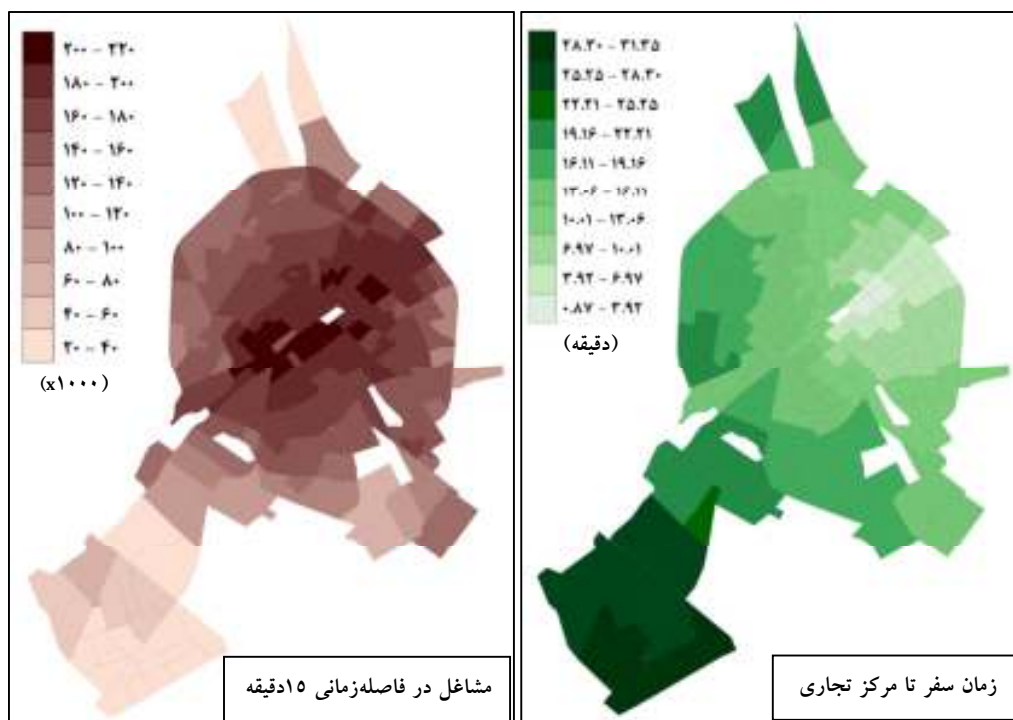 ۲۰۰ – ۲۲۰
۱۸۰ – ۲۰۰
۱۶۰ – ۱۸۰
۱۴۰ – ۱۶۰
۱۲۰ – ۱۴۰
۱۰۰ – ۱۲۰
۸۰ – ۱۰۰
۶۰ – ۸۰
۴۰ – ۶۰
۲۰ – ۴۰
(x۱۰۰۰)
مشاغل در فاصله‌زمانی ۱۵دقیقه
۲۸.۳۰ – ۳۱.۳۵
۲۵.۲۵ – ۲۸.۳۰
۲۲.۲۱ – ۲۵.۲۵
۱۹.۱۶ – ۲۲.۲۱
۱۶.۱۱ – ۱۹.۱۶
۱۳.۰۶ – ۱۶.۱۱
۱۰.۰۱ – ۱۳.۰۶
۶.۹۷ – ۱۰.۰۱
۳.۹۲ – ۶.۹۷
۰.۸۷ – ۳.۹۲
(دقیقه)
زمان سفر تا مرکز تجاری